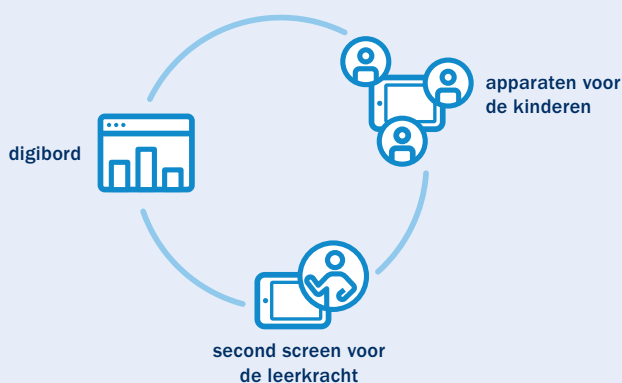 digibord
apparaten voor
de kinderen
second screen voor
de leerkracht